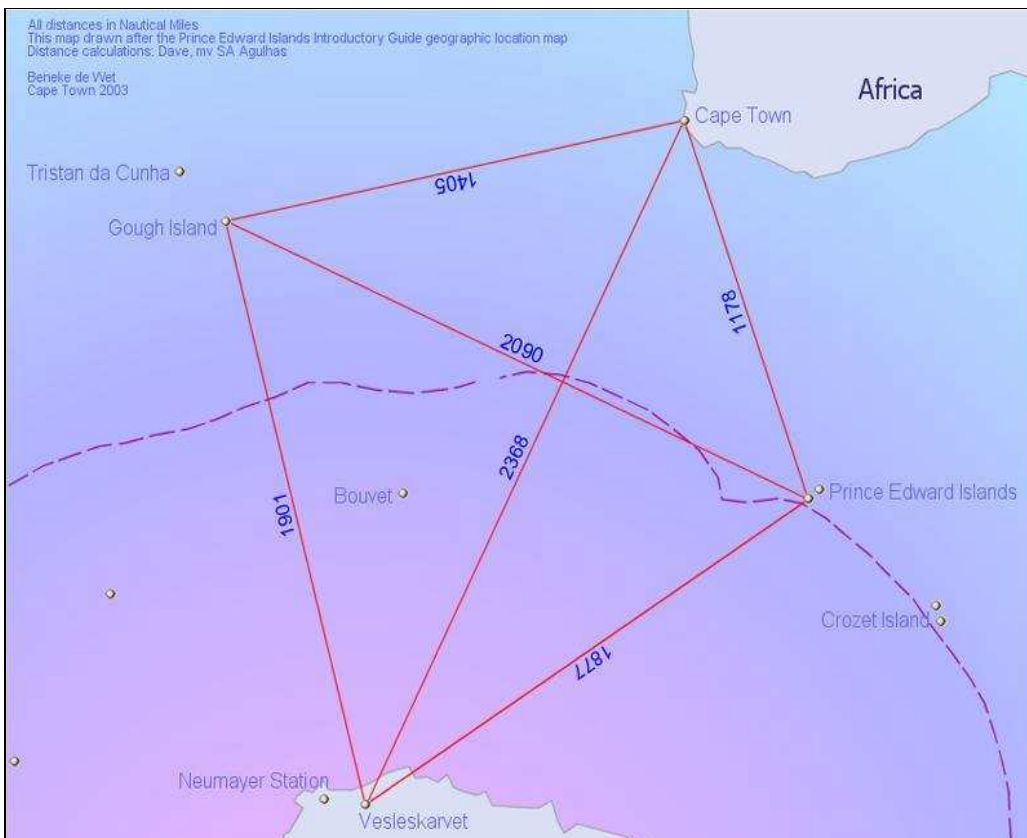 All distances in Nautical Miles
This map drawn after the Prince Edward Islands Introductory Guide geographic location map
Distance calculations: Dave, mv SA Agulhas
Beneke de Wet
Cape Town 2003
Africa
Cape Town
Tristan da Cunha
1405
Gough Island
1178
2090
2368
Bouvet
Prince Edward Islands
1901
Crozet Island
1877
Neumayer Station
Vesleskarvet